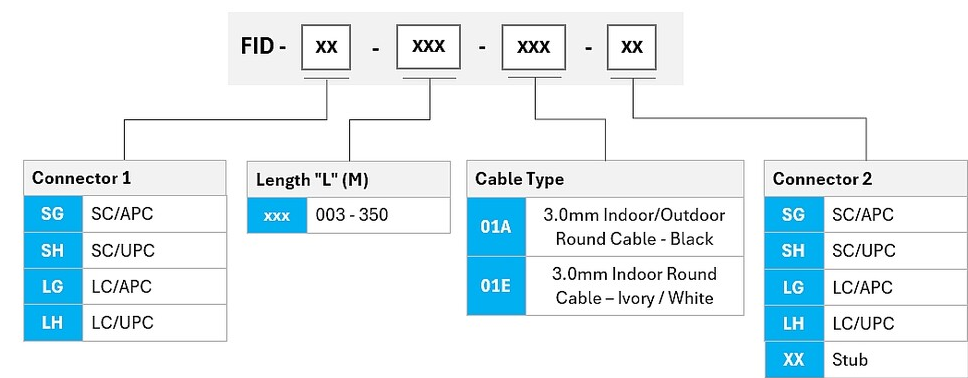 FID - XX - XXX - XXX - XX
Connector 1
SG SC/APC
SH SC/UPC
LG LC/APC
LH LC/UPC
Length "L" (M)
xxx 003 - 350
Cable Type
01A 3.0mm Indoor/Outdoor
Round Cable - Black
01E 3.0mm Indoor Round
Cable – Ivory / White
Connector 2
SG SC/APC
SH SC/UPC
LG LC/APC
LH LC/UPC
XX Stub